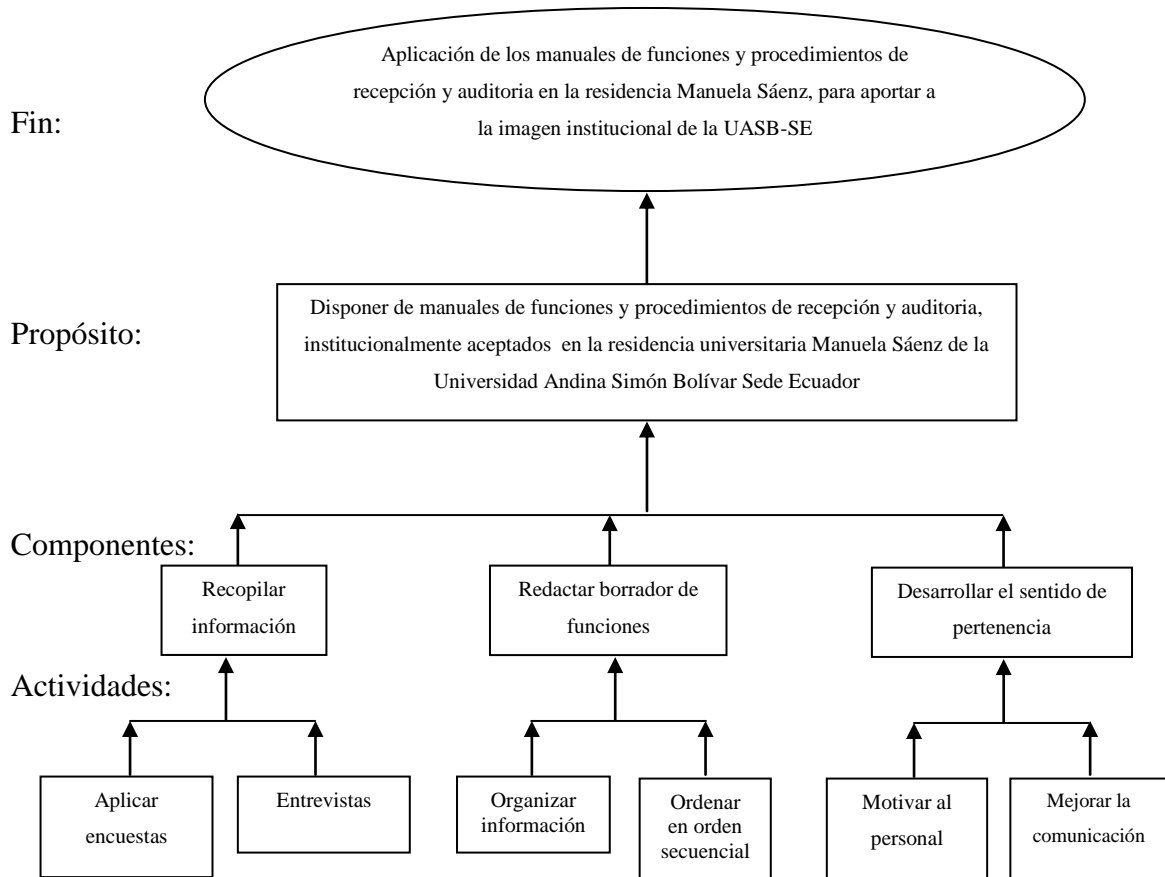 Aplicación de los manuales de funciones y procedimientos de
recepción y auditoria en la residencia Manuela Sáenz, para aportar a
la imagen institucional de la UASB-SE
Fin:
Disponer de manuales de funciones y procedimientos de recepción y auditoria,
institucionalmente aceptados en la residencia universitaria Manuela Sáenz de la
Universidad Andina Simón Bolívar Sede Ecuador
Propósito:
Componentes:
Recopilar
información
Redactar borrador de
funciones
Desarrollar el sentido de
pertenencia
Actividades:
Aplicar
encuestas
Entrevistas
Organizar
información
Ordenar
en orden
secuencial
Motivar al
personal
Mejorar la
comunicación